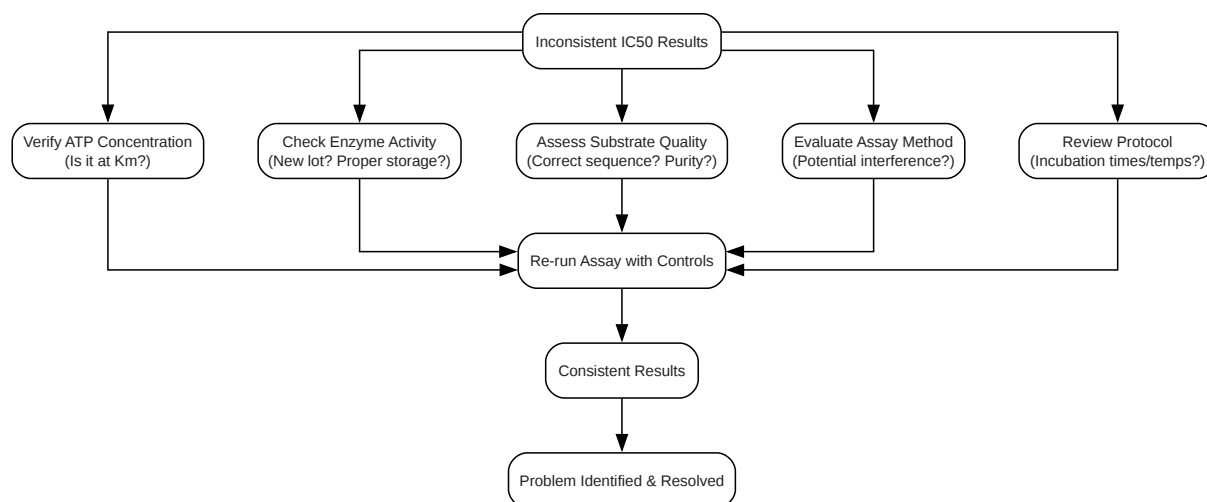 Inconsistent IC50 Results
Verify ATP Concentration
(Is it at Km?)
Check Enzyme Activity
(New lot? Proper storage?)
Assess Substrate Quality
(Correct sequence? Purity?)
Evaluate Assay Method
(Potential interference?)
Review Protocol
(Incubation times/temps?)
Re-run Assay with Controls
Consistent Results
Problem Identified & Resolved